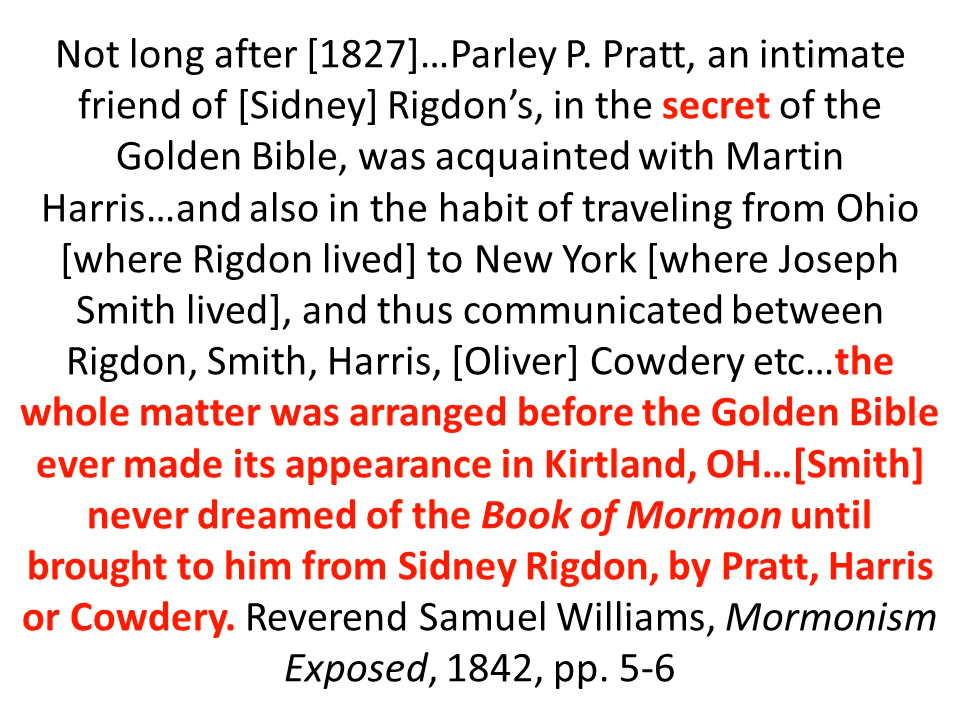 Not long after [1827]…Parley P. Pratt, an intimate
friend of [Sidney] Rigdon’s, in the secret of the
Golden Bible, was acquainted with Martin
Harris…and also in the habit of traveling from Ohio
[where Rigdon lived] to New York [where Joseph
Smith lived], and thus communicated between
Rigdon, Smith, Harris, [Oliver] Cowdery etc…the
whole matter was arranged before the Golden Bible
ever made its appearance in Kirtland, OH…[Smith]
never dreamed of the Book of Mormon until
brought to him from Sidney Rigdon, by Pratt, Harris
or Cowdery. Reverend Samuel Williams, Mormonism
Exposed, 1842, pp. 5-6